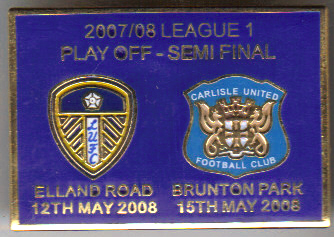 2007/08 LEAGUE 1
PLAY OFF - SEMI FINAL
LUFC
CARLISLE UNITED
FOOTBALL CLUB
ELLAND ROAD
12TH MAY 2008
BRUNTON PARK
15TH MAY 2008